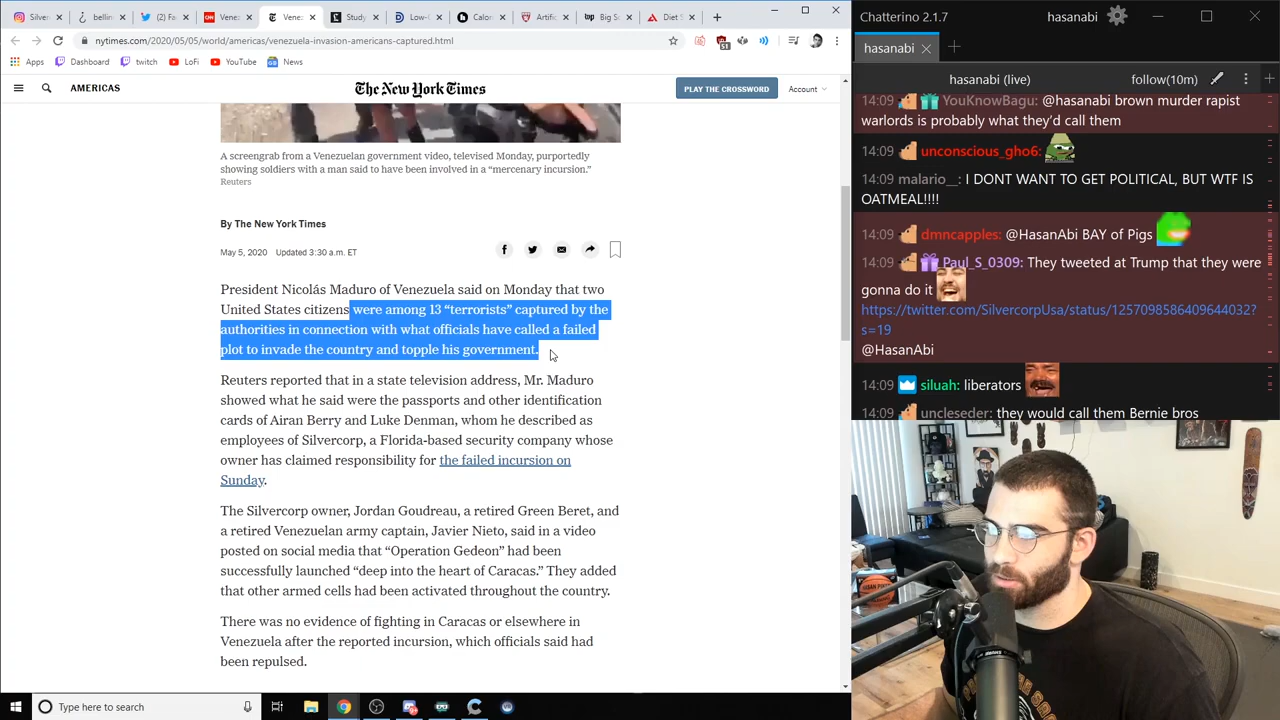 Silver
bellin
(2) Fa
Venez
Venez
Study
Low-C
Calori
Artific
Big S
Diet S
nytimes.com/2020/05/05/world/americas/venezuela-invasion-americans-captured.html
51
Apps
Dashboard
twitch
LoFi
YouTube
News
AMERICAS
The New York Times
PLAY THE CROSSWORD
Account
A screengrab from a Venezuelan government video, televised Monday, purportedly
showing soldiers with a man said to have been involved in a “mercenary incursion.”
Reuters
By The New York Times
May 5, 2020 Updated 3:30 a.m. ET
President Nicolás Maduro of Venezuela said on Monday that two
United States citizens were among 13 “terrorists” captured by the
authorities in connection with what officials have called a failed
plot to invade the country and topple his government.
Reuters reported that in a state television address, Mr. Maduro
showed what he said were the passports and other identification
cards of Airan Berry and Luke Denman, whom he described as
employees of Silvercorp, a Florida-based security company whose
owner has claimed responsibility for the failed incursion on
Sunday.
The Silvercorp owner, Jordan Goudreau, a retired Green Beret, and
a retired Venezuelan army captain, Javier Nieto, said in a video
posted on social media that “Operation Gedeon” had been
successfully launched “deep into the heart of Caracas.” They added
that other armed cells had been activated throughout the country.
There was no evidence of fighting in Caracas or elsewhere in
Venezuela after the reported incursion, which officials said had
been repulsed.
Type here to search
Chatterino 2.1.7
hasanabi
hasanabi
hasanabi (live)
follow(10m)
14:09 YouKnowBagu: @hasanabi brown murder rapist
warlords is probably what they'd call them
14:09 unconscious_gho6:
14:09 malario__: I DONT WANT TO GET POLITICAL, BUT WTF IS
OATMEAL!!!!
14:09 dmncapples: @HasanAbi BAY of Pigs
14:09 Paul_S_0309: They tweeted at Trump that they were
gonna do it
https://twitter.com/SilvercorpUsa/status/1257098586409644032?
s=19
@HasanAbi
14:09 siluah: liberators
14:09 uncleseder: they would call them Bernie bros